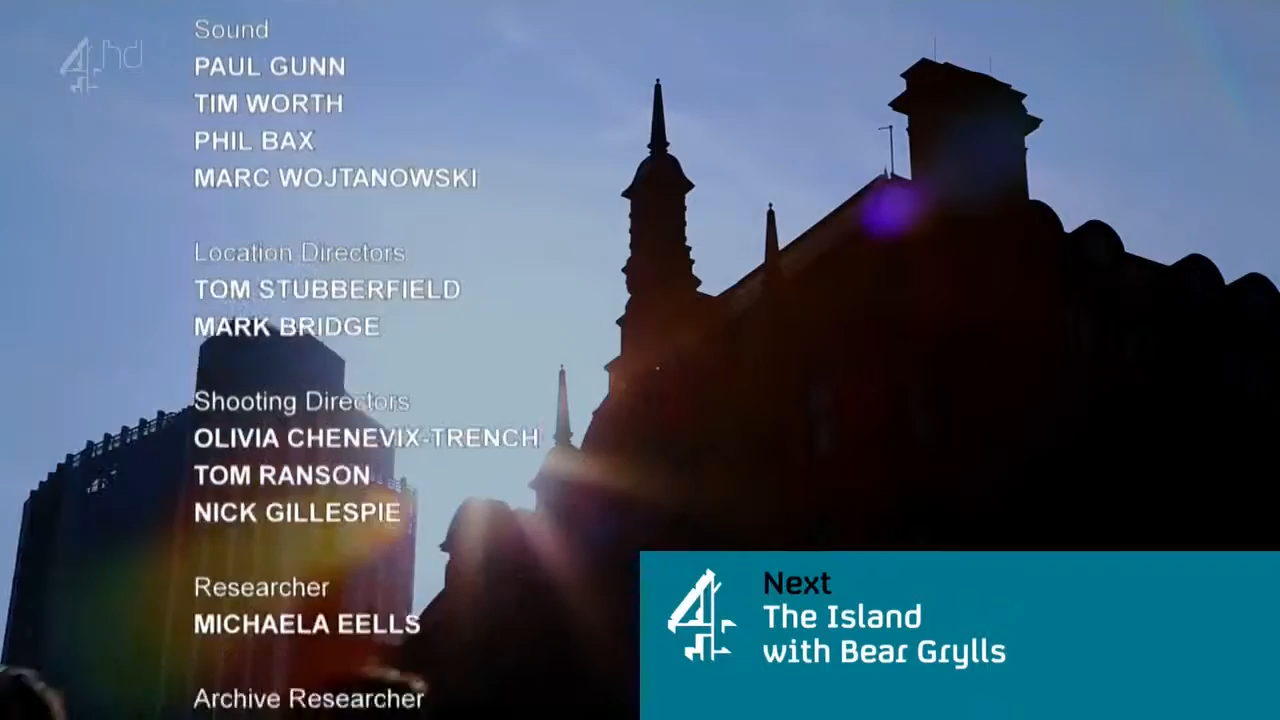 4hd
Sound
PAUL GUNN
TIM WORTH
PHIL BAX
MARC WOJTANOWSKI
Location Directors
TOM STUBBERFIELD
MARK BRIDGE
Shooting Directors
OLIVIA CHENEVIX-TRENCH
TOM RANSON
NICK GILLESPIE
Researcher
MICHAELA EELLS
Archive Researcher
4
Next
The Island
with Bear Grylls